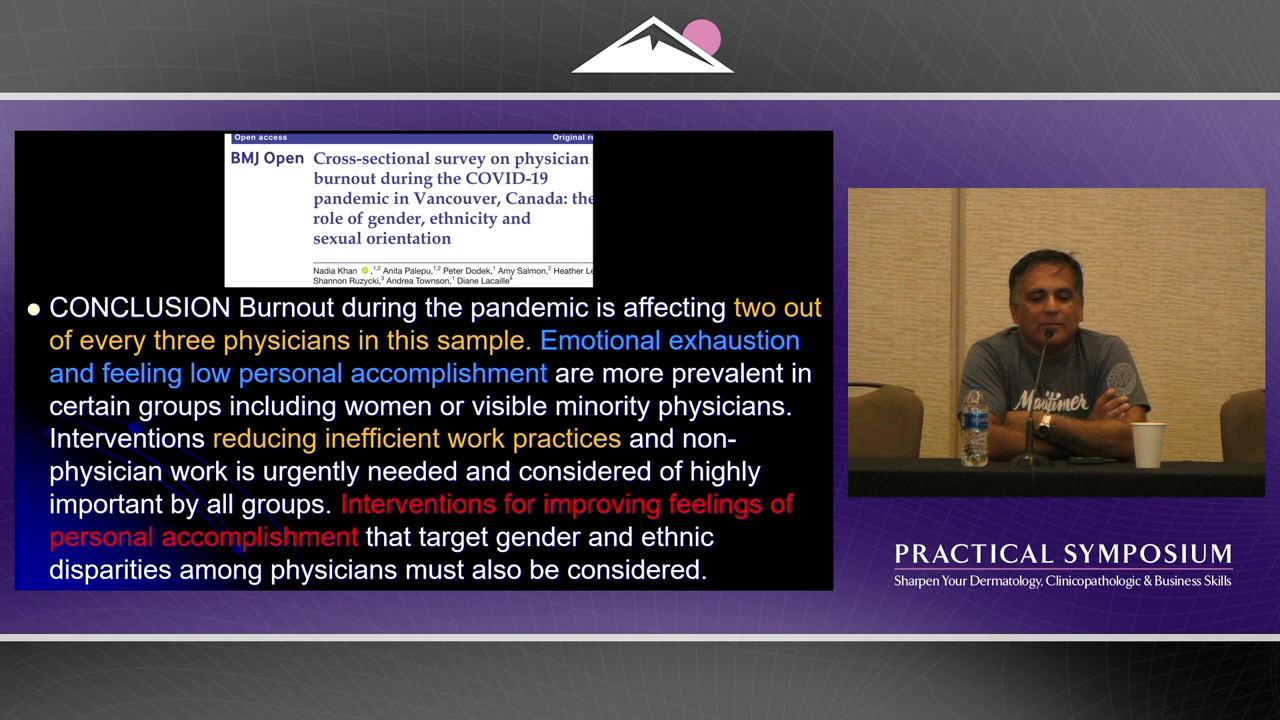 Open access
BMJ Open
Cross-sectional survey on physician
burnout during the COVID-19
pandemic in Vancouver, Canada: the
role of gender, ethnicity and
sexual orientation
Nadia Khan ,1,2 Anita Palepu,1,2 Peter Dodek,1 Amy Salmon,2 Heather
Shannon Ruzycki,3 Andrea Townson,1 Diane Lacaille4
● CONCLUSION Burnout during the pandemic is affecting two out
of every three physicians in this sample. Emotional exhaustion
and feeling low personal accomplishment are more prevalent in
certain groups including women or visible minority physicians.
Interventions reducing inefficient work practices and non-
physician work is urgently needed and considered of highly
important by all groups. Interventions for improving feelings of
personal accomplishment that target gender and ethnic
disparities among physicians must also be considered.
Maritimer
PRACTICAL SYMPOSIUM
Sharpen Your Dermatology, Clinicopathologic & Business Skills